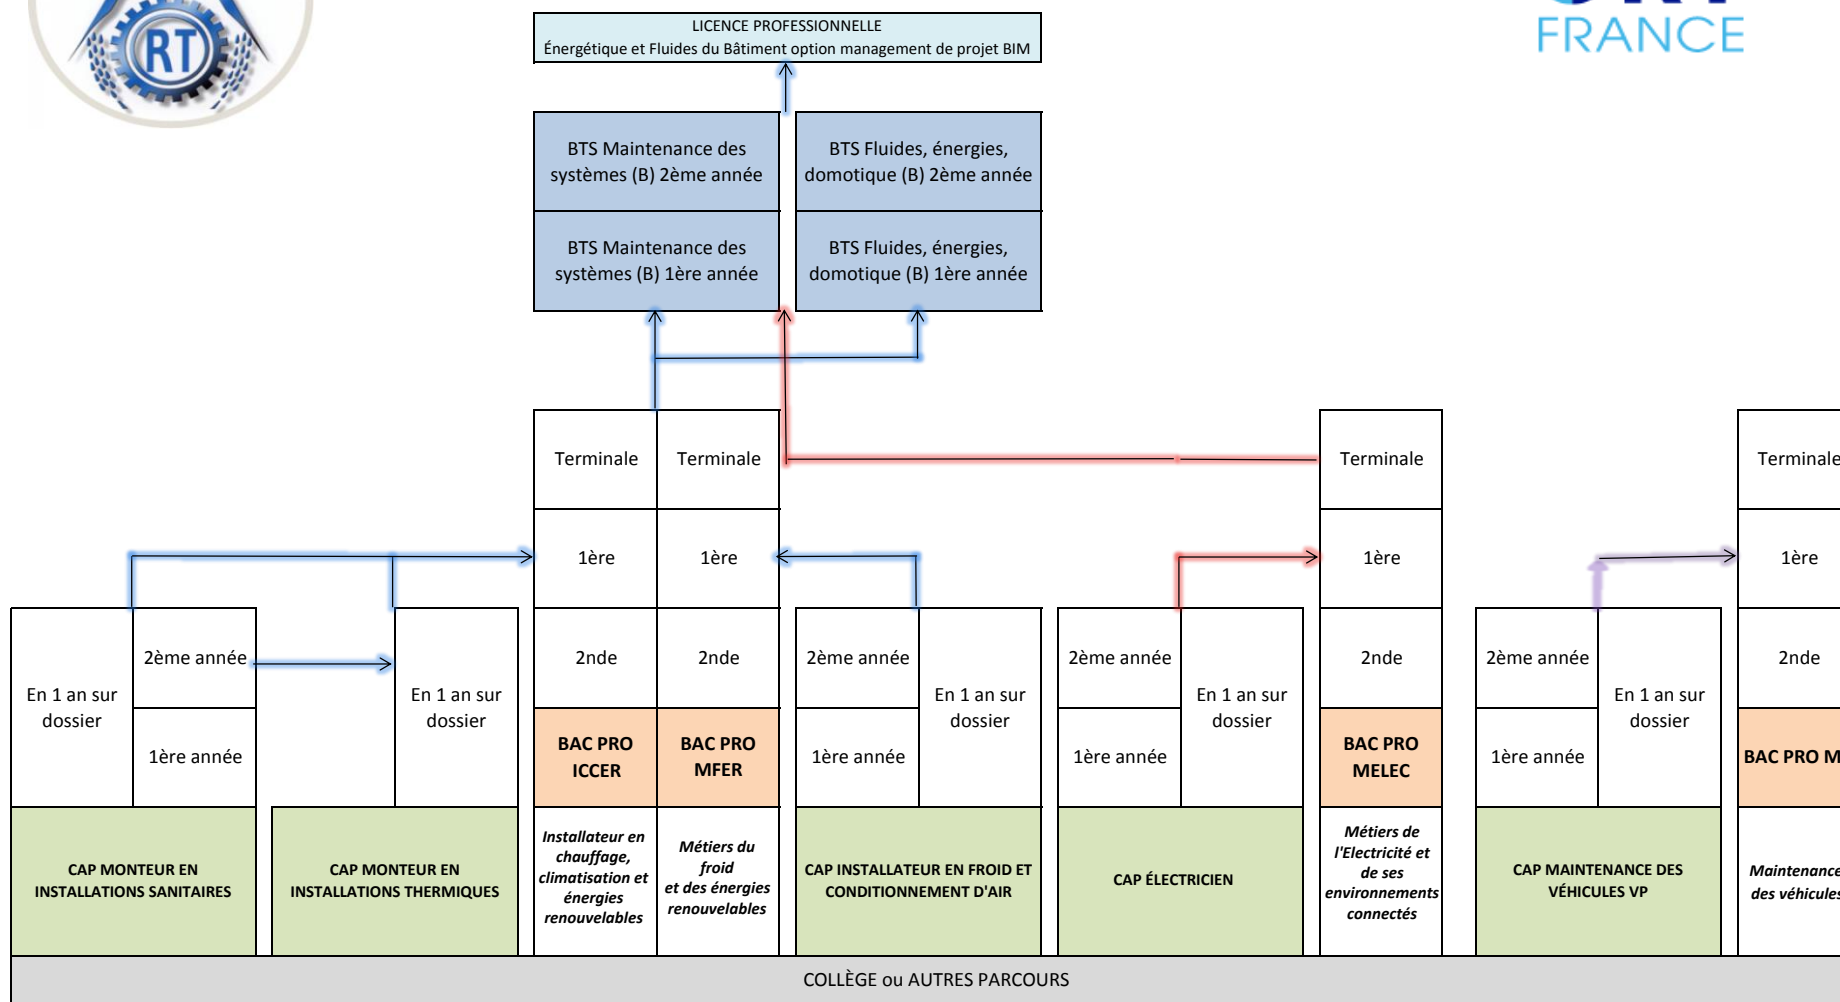 RT
FRANCE
LICENCE PROFESSIONNELLE
Énergétique et Fluides du Bâtiment option management de projet BIM
BTS Maintenance des
systèmes (B) 2ème année
BTS Fluides, énergies,
domotique (B) 2ème année
BTS Maintenance des
systèmes (B) 1ère année
BTS Fluides, énergies,
domotique (B) 1ère année
Terminale
Terminale
Terminale
Terminale
1ère
1ère
1ère
1ère
En 1 an sur
dossier
2ème année
1ère année
En 1 an sur
dossier
2nde
2nde
2ème année
1ère année
En 1 an sur
dossier
2ème année
1ère année
En 1 an sur
dossier
2nde
2ème année
1ère année
En 1 an sur
dossier
2nde
BAC PRO
ICCER
BAC PRO
MFER
BAC PRO
MELEC
BAC PRO M
CAP MONTEUR EN
INSTALLATIONS SANITAIRES
CAP MONTEUR EN
INSTALLATIONS THERMIQUES
Installateur en
chauffage,
climatisation et
énergies
renouvelables
Métiers du
froid
et des énergies
renouvelables
CAP INSTALLATEUR EN FROID ET
CONDITIONNEMENT D'AIR
CAP ÉLECTRICIEN
Métiers de
l'Electricité et
de ses
environnements
connectés
CAP MAINTENANCE DES
VÉHICULES VP
Maintenance
des véhicules
COLLÈGE ou AUTRES PARCOURS